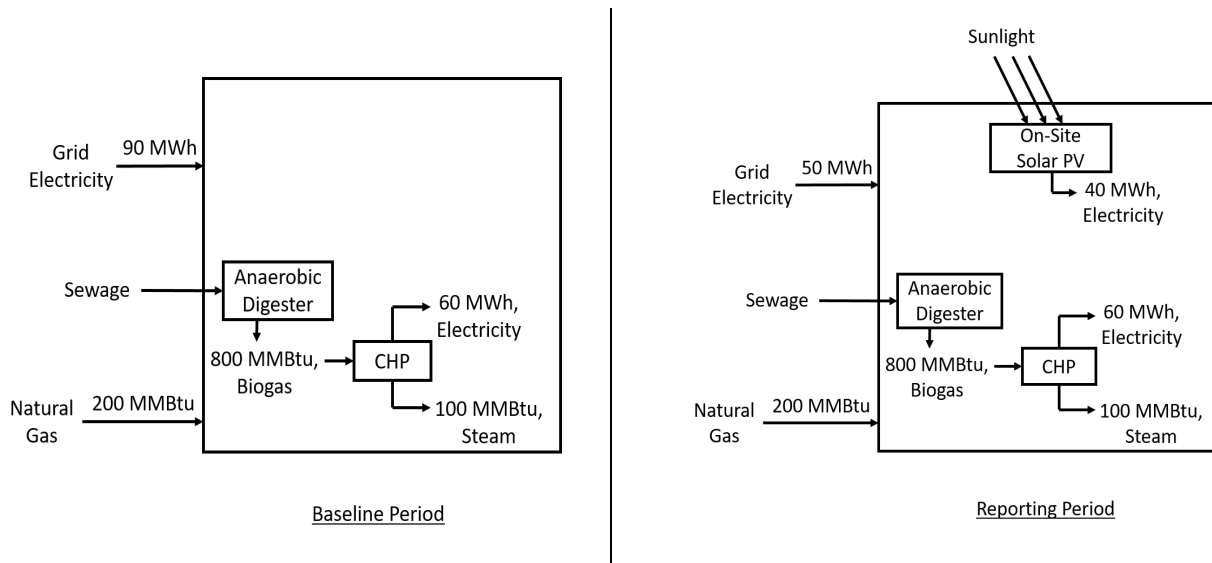 Grid
Electricity
90 MWh
Sewage
Anaerobic
Digester
800 MMBtu,
Biogas
CHP
60 MWh,
Electricity
100 MMBtu,
Steam
Natural
Gas
200 MMBtu
Baseline Period
Sunlight
On-Site
Solar PV
40 MWh,
Electricity
Grid
Electricity
50 MWh
Sewage
Anaerobic
Digester
800 MMBtu,
Biogas
CHP
60 MWh,
Electricity
100 MMBtu,
Steam
Natural
Gas
200 MMBtu
Reporting Period